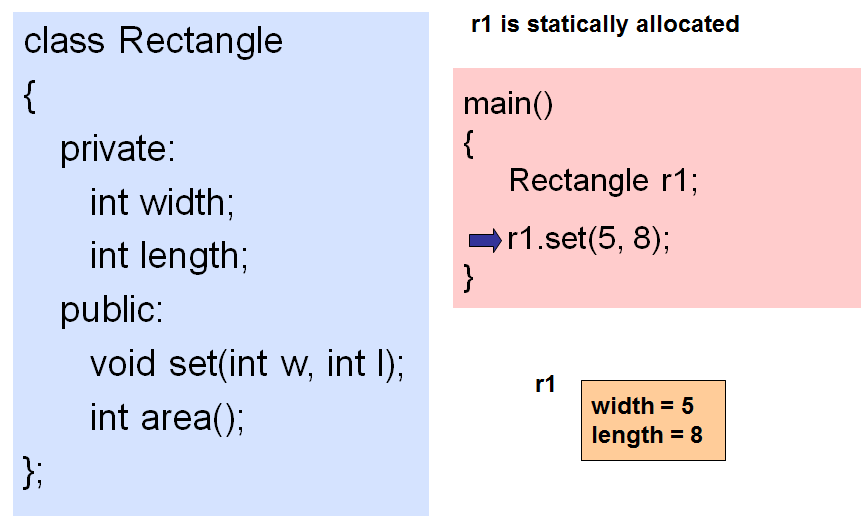 class Rectangle
{
private:
int width;
int length;
public:
void set(int w, int l);
int area();
};
r1 is statically allocated
main()
{
Rectangle r1;
r1.set(5, 8);
}
r1
width = 5
length = 8